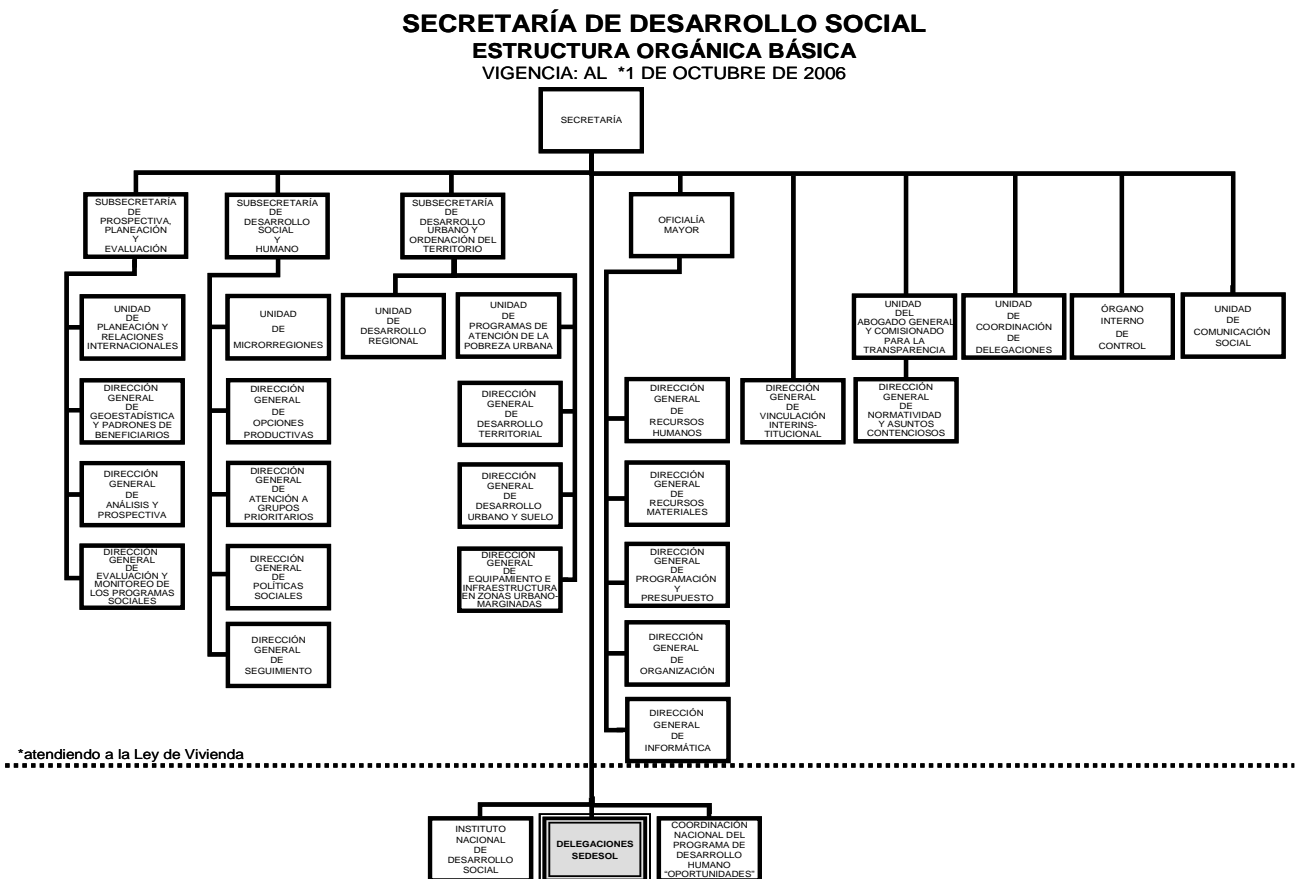 SECRETARÍA DE DESARROLLO SOCIAL
ESTRUCTURA ORGÁNICA BÁSICA
VIGENCIA: AL *1 DE OCTUBRE DE 2006
SECRETARÍA
SUBSECRETARÍA
DE
PROSPECTIVA,
PLANEACIÓN
Y
EVALUACIÓN
SUBSECRETARÍA
DE
DESARROLLO
SOCIAL
Y
HUMANO
SUBSECRETARÍA
DE
DESARROLLO
URBANO Y
ORDENACIÓN DEL
TERRITORIO
OFICIALÍA
MAYOR
UNIDAD
DE
PLANEACIÓN Y
RELACIONES
INTERNACIONALES
UNIDAD
DE
MICRORREGIONES
UNIDAD
DE
DESARROLLO
REGIONAL
UNIDAD
DE
PROGRAMAS DE
ATENCIÓN DE LA
POBREZA URBANA
UNIDAD
DEL
ABOGADO GENERAL
Y COMISIONADO
PARA LA
TRANSPARENCIA
UNIDAD
DE
COORDINACIÓN
DE
DELEGACIONES
ÓRGANO
INTERNO
DE
CONTROL
UNIDAD
DE
COMUNICACIÓN
SOCIAL
DIRECCIÓN
GENERAL
DE
GEOESTADÍSTICA
Y PADRONES DE
BENEFICIARIOS
DIRECCIÓN
GENERAL
DE
OPCIONES
PRODUCTIVAS
DIRECCIÓN
GENERAL
DE
DESARROLLO
TERRITORIAL
DIRECCIÓN
GENERAL
DE
RECURSOS
HUMANOS
DIRECCIÓN
GENERAL
DE
VINCULACIÓN
INTERINS-
TITUCIONAL
DIRECCIÓN
GENERAL
DE
NORMATIVIDAD
Y ASUNTOS
CONTENCIOSOS
DIRECCIÓN
GENERAL
DE
ANÁLISIS Y
PROSPECTIVA
DIRECCIÓN
GENERAL
DE
ATENCIÓN A
GRUPOS
PRIORITARIOS
DIRECCIÓN
GENERAL
DE
DESARROLLO
URBANO Y SUELO
DIRECCIÓN
GENERAL
DE
RECURSOS
MATERIALES
DIRECCIÓN
GENERAL
DE
EVALUACIÓN Y
MONITOREO DE
LOS PROGRAMAS
SOCIALES
DIRECCIÓN
GENERAL
DE
POLÍTICAS
SOCIALES
DIRECCIÓN
GENERAL
DE
EQUIPAMIENTO E
INFRAESTRUCTURA
EN ZONAS URBANO-
MARGINADAS
DIRECCIÓN
GENERAL
DE
PROGRAMACIÓN
Y
PRESUPUESTO
DIRECCIÓN
GENERAL
DE
SEGUIMIENTO
DIRECCIÓN
GENERAL
DE
ORGANIZACIÓN
DIRECCIÓN
GENERAL
DE
INFORMÁTICA
*atendiendo a la Ley de Vivienda
INSTITUTO
NACIONAL
DE
DESARROLLO
SOCIAL
DELEGACIONES
SEDESOL
COORDINACIÓN
NACIONAL DEL
PROGRAMA DE
DESARROLLO
HUMANO
"OPORTUNIDADES"